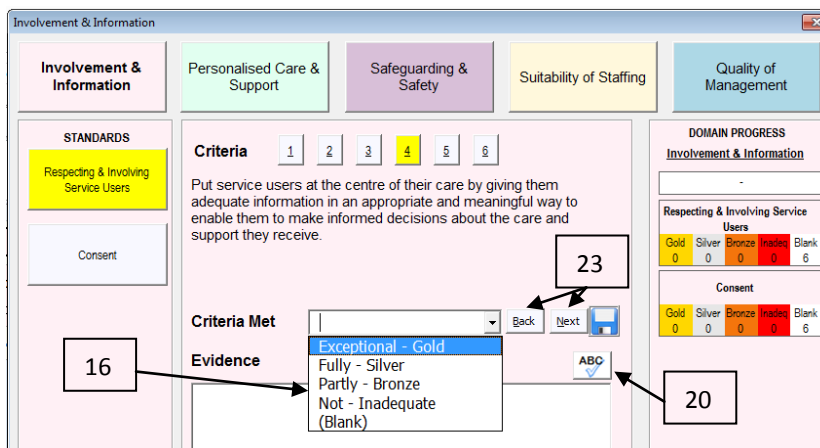 Involvement & Information
Involvement &
Information
Personalised Care &
Support
Safeguarding &
Safety
Suitability of Staffing
Quality of
Management
STANDARDS
Respecting & Involving
Service Users
Consent
Criteria 1 2 3 4 5 6
Put service users at the centre of their care by giving them
adequate information in an appropriate and meaningful way to
enable them to make informed decisions about the care and
support they receive.
23
Criteria Met Back Next
Exceptional - Gold
Fully - Silver
Partly - Bronze
Not - Inadequate
(Blank)
Evidence
ABC
16
20
DOMAIN PROGRESS
Involvement & Information
-
Respecting & Involving Service
Users
Gold Silver Bronze Inadeq Blank
0 0 0 0 6
Consent
Gold Silver Bronze Inadeq Blank
0 0 0 0 6